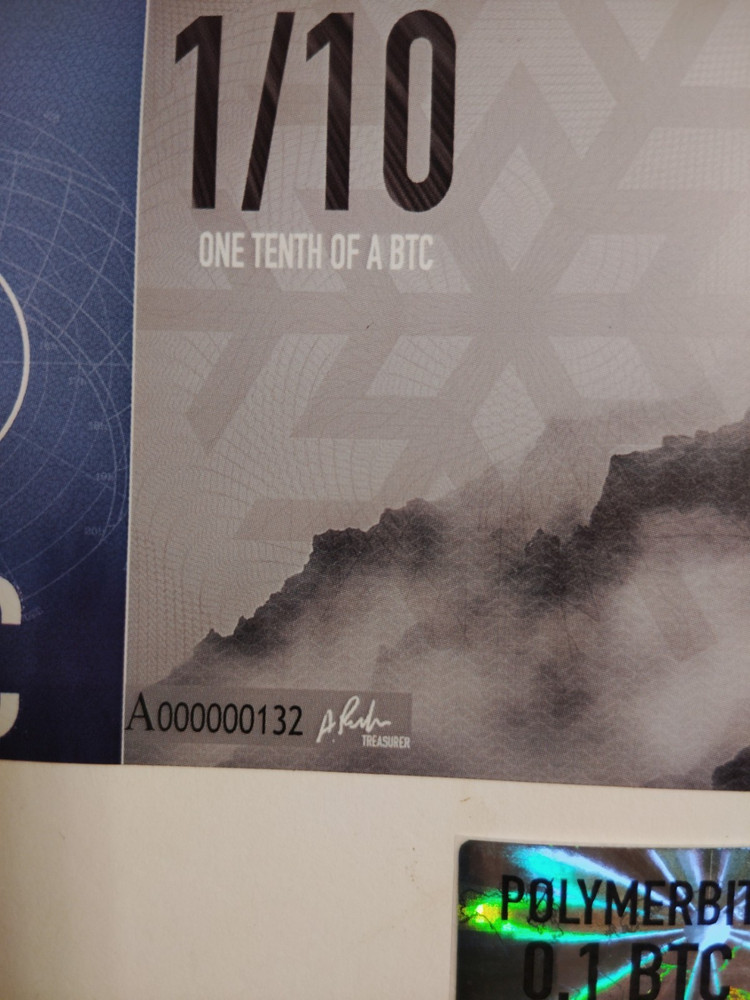 1/10
ONE TENTH OF A BTC
C
A000000132
TREASURER
POLYMERBIT
0.1 BTC